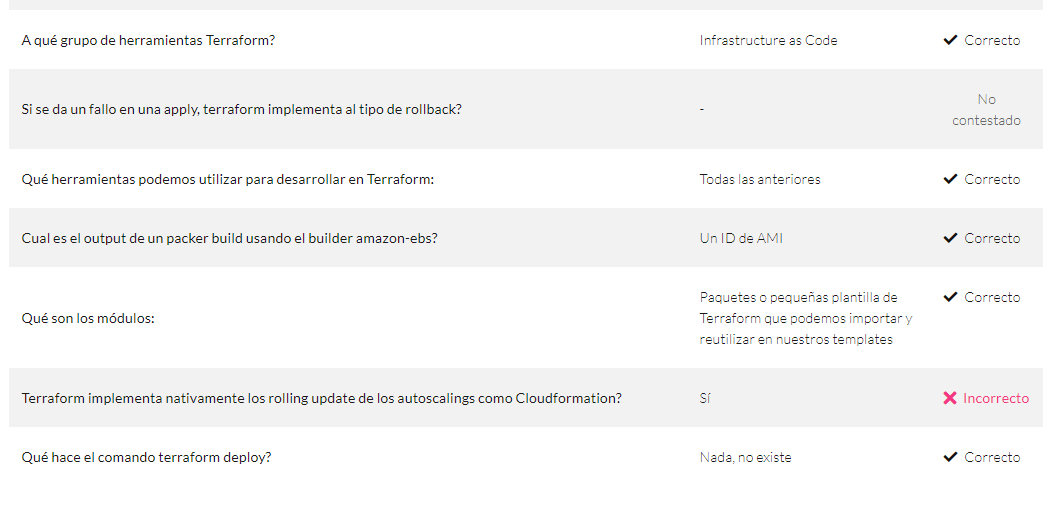 A qué grupo de herramientas Terraform?
Infrastructure as Code
Correcto
Si se da un fallo en una apply, terraform implementa al tipo de rollback?
-
No
contestado
Qué herramientas podemos utilizar para desarrollar en Terraform:
Todas las anteriores
Correcto
Cual es el output de un packer build usando el builder amazon-ebs?
Un ID de AMI
Correcto
Qué son los módulos:
Paquetes o pequeñas plantilla de
Terraform que podemos importar y
reutilizar en nuestros templates
Correcto
Terraform implementa nativamente los rolling update de los autoscalings como Cloudformation?
Sí
Incorrecto
Qué hace el comando terraform deploy?
Nada, no existe
Correcto